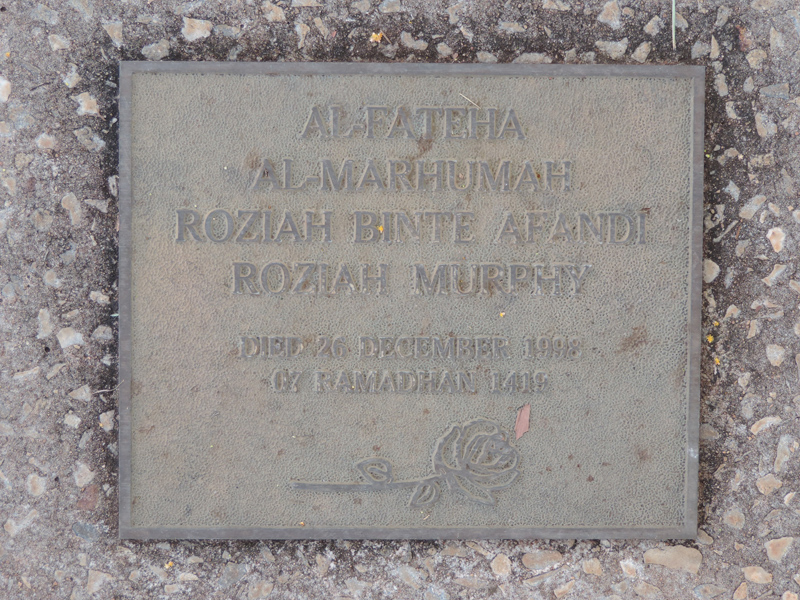 AL-FATEHA
AL-MARHUMAH
ROZIAH BINTE AFANDI
ROZIAH MURPHY
DIED 26 DECEMBER 1998
07 RAMADHAN 1419